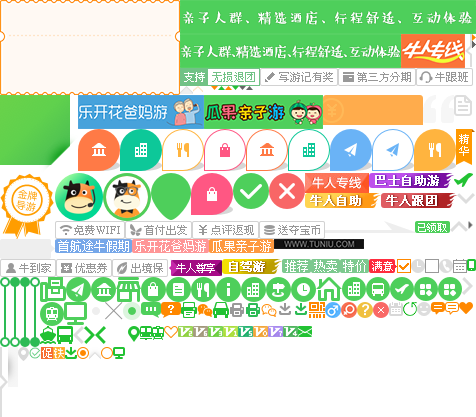 亲子人群、精选酒店、行程舒适、互动体验
亲子人群、精选酒店、行程舒适、互动体验 牛人专线
支持 无损退团 写游记有奖 第三方分期 牛跟班
乐开花爸妈游 瓜果亲子游
精华
金牌导游
牛人专线 巴士自助游
牛人自助 牛人跟团
免费WIFI 首付出发 点评返现 送夺宝币
已领取
首航途牛假期 乐开花爸妈游 瓜果亲子游 WWW.TUNIU.COM
牛到家 优惠券 出境保 牛人尊享 自驾游 推荐 热卖 特价 满意
促销